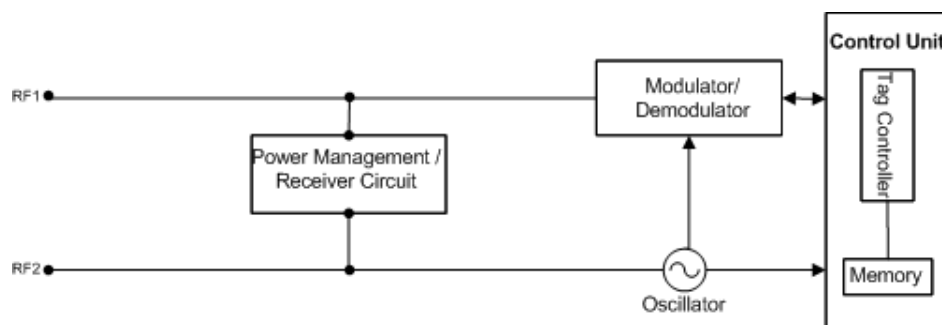 Control Unit
RF1
Modulator/
Demodulator
Tag Controller
Power Management /
Receiver Circuit
RF2
Oscillator
Memory